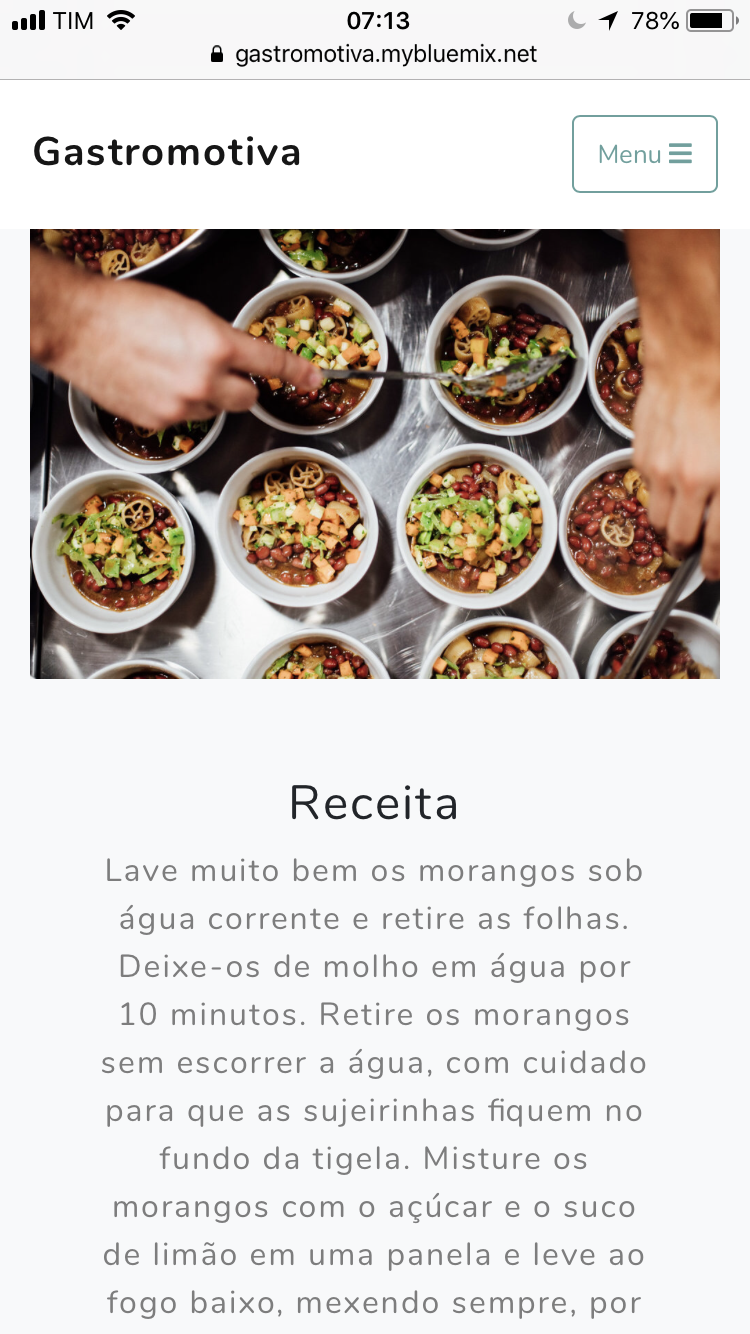 TIM 07:13 78%
gastromotiva.mybluemix.net
Gastromotiva
Menu
Receita
Lave muito bem os morangos sob
água corrente e retire as folhas.
Deixe-os de molho em água por
10 minutos. Retire os morangos
sem escorrer a água, com cuidado
para que as sujeirinhas fiquem no
fundo da tigela. Misture os
morangos com o açúcar e o suco
de limão em uma panela e leve ao
fogo baixo, mexendo sempre, por